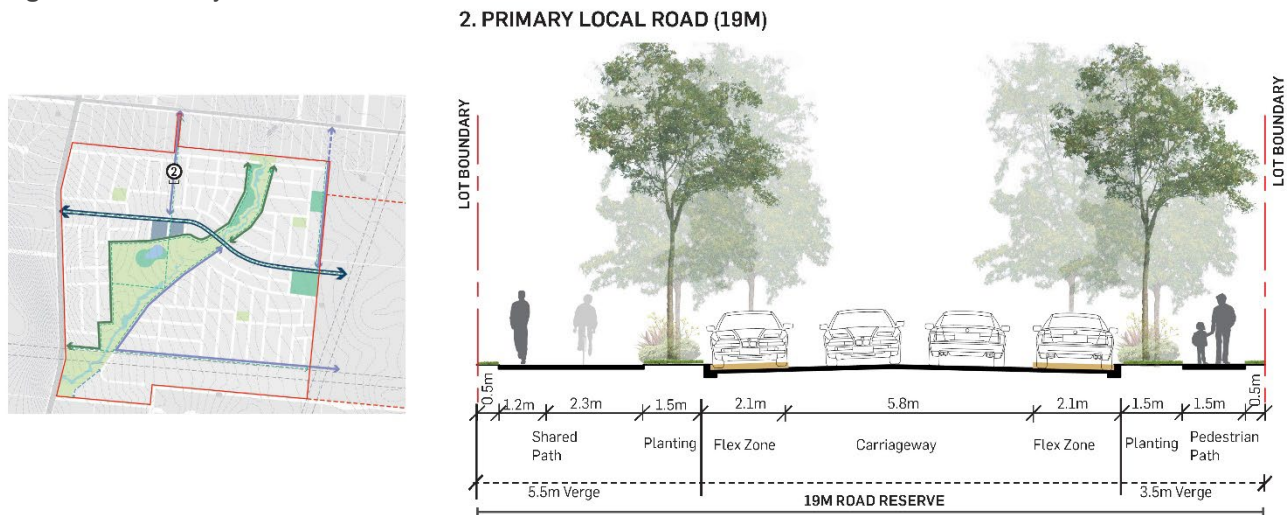 2. PRIMARY LOCAL ROAD (19M)
2
LOT BOUNDARY
LOT BOUNDARY
0.5m
1.2m
2.3m
1.5m
2.1m
5.8m
2.1m
1.5m
1.5m
0.5m
Shared
Path
Planting
Flex Zone
Carriageway
Flex Zone
Planting
Pedestrian
Path
5.5m Verge
19M ROAD RESERVE
3.5m Verge